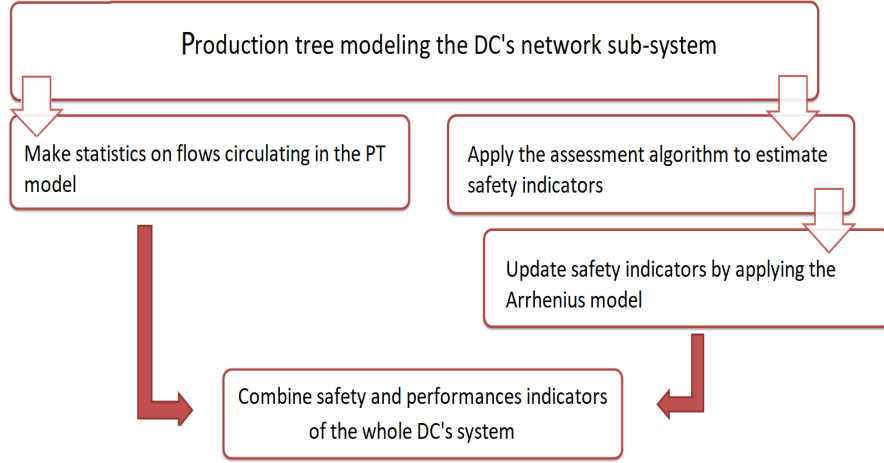 Production tree modeling the DC's network sub-system
Make statistics on flows circulating in the PT
model
Apply the assessment algorithm to estimate
safety indicators
Update safety indicators by applying the
Arrhenius model
Combine safety and performances indicators
of the whole DC's system